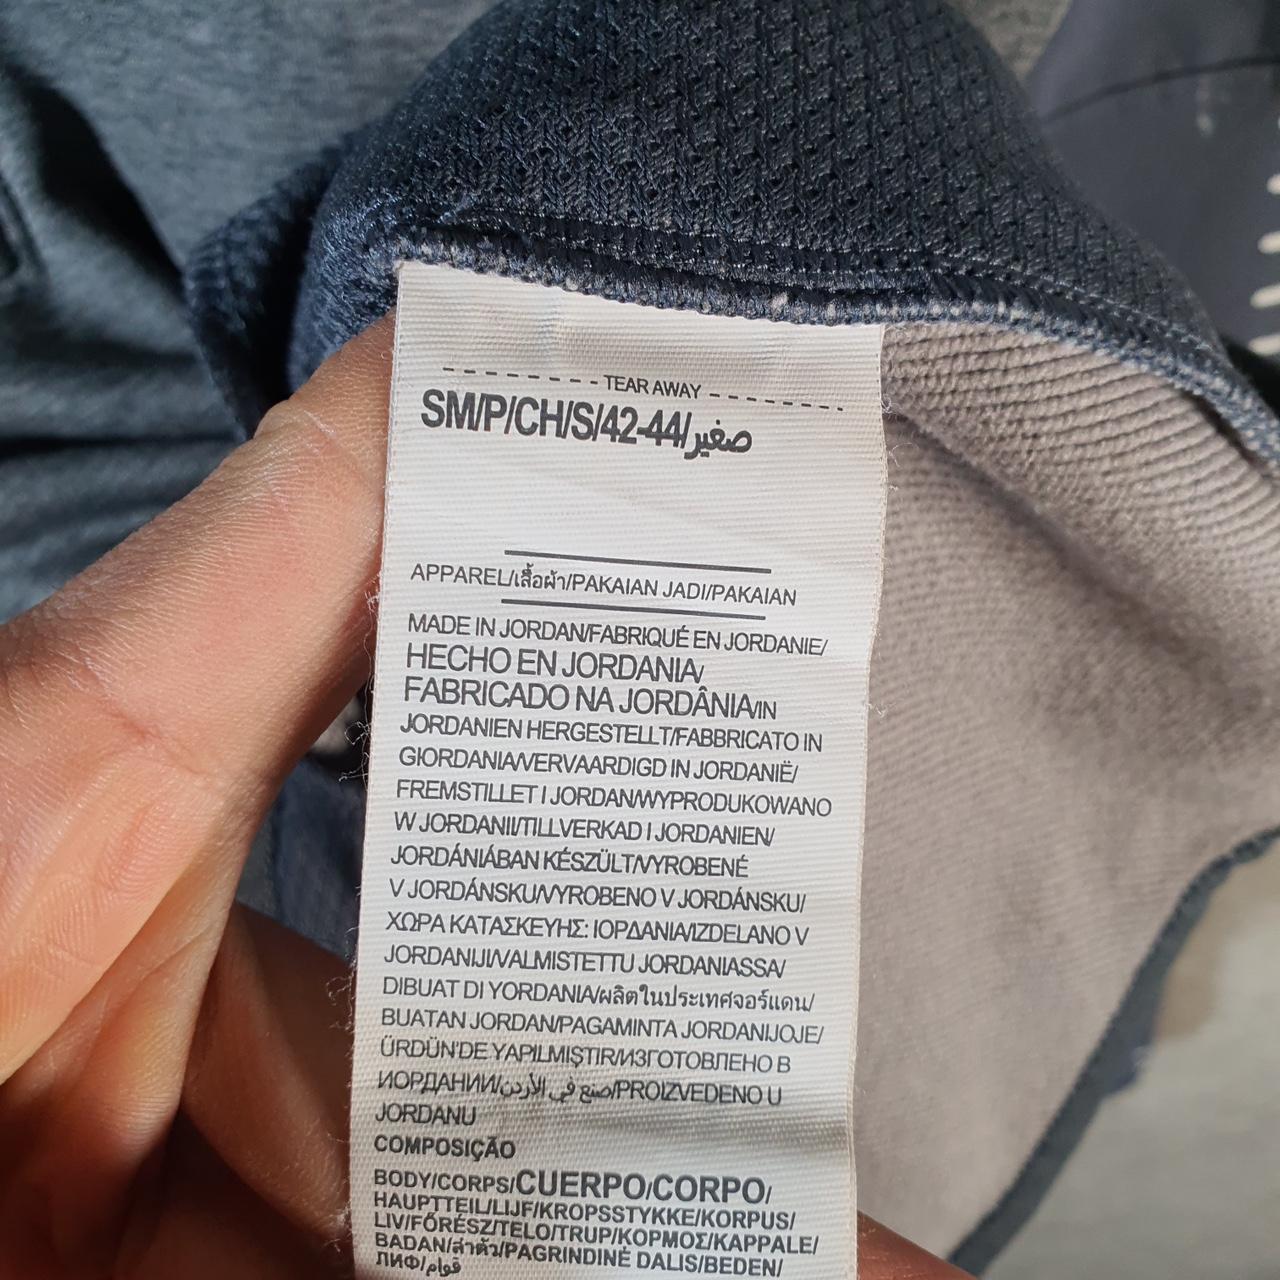 - - - - - - - - TEAR AWAY - - - - - - - -
SM/P/CH/S/42-44/صغير
APPAREL/เสื้อผ้า/PAKAIAN JADI/PAKAIAN
MADE IN JORDAN/FABRIQUÉ EN JORDANIE/
HECHO EN JORDANIA/
FABRICADO NA JORDÂNIA/IN
JORDANIEN HERGESTELLT/FABBRICATO IN
GIORDANIA/VERVAARDIGD IN JORDANIË/
FREMSTILLET I JORDAN/WYPRODUKOWANO
W JORDANII/TILLVERKAD I JORDANIEN/
JORDÁNIÁBAN KÉSZÜLT/VYROBENÉ
V JORDÁNSKU/VYROBENO V JORDÁNSKU/
ΧΩΡΑ ΚΑΤΑΣΚΕΥΗΣ: ΙΟΡΔΑΝΙΑ/IZDELANO V
JORDANIJI/VALMISTETTU JORDANIASSA/
DIBUAT DI YORDANIA/ผลิตในประเทศจอร์แดน/
BUATAN JORDAN/PAGAMINTA JORDANIJOJE/
ÜRDÜN'DE YAPILMIŞTIR/ИЗГОТОВЛЕНО В
ИОРДАНИИ/صنع في الأردن/PROIZVEDENO U
JORDANU
COMPOSIÇÃO
BODY/CORPS/CUERPO/CORPO/
HAUPTTEIL/LIJF/KROPSSTYKKE/KORPUS/
LIV/FŐRÉSZ/TELO/TRUP/ΚΟΡΜΟΣ/KAPPALE/
BADAN/ลำตัว/PAGRINDINĖ DALIS/BEDEN/
ЛИФ/قوام